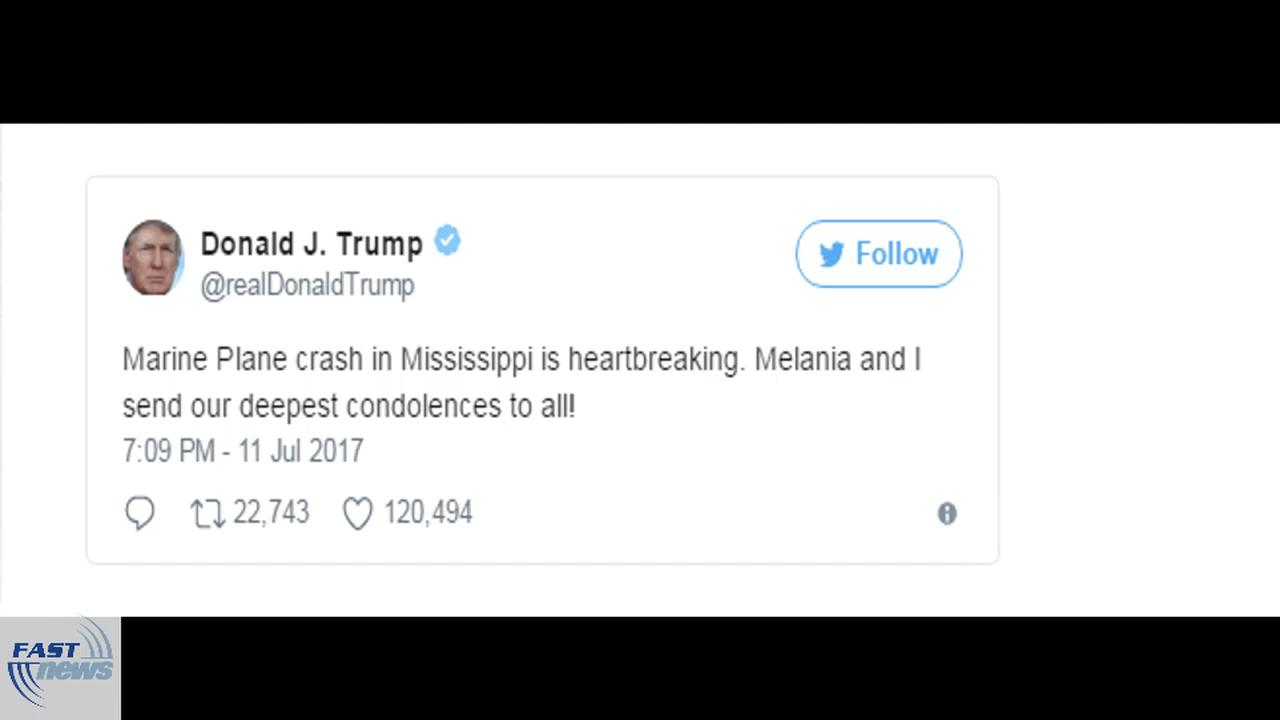 Donald J. Trump
@realDonaldTrump
Follow
Marine Plane crash in Mississippi is heartbreaking. Melania and I
send our deepest condolences to all!
7:09 PM - 11 Jul 2017
22,743 120,494
FAST
news